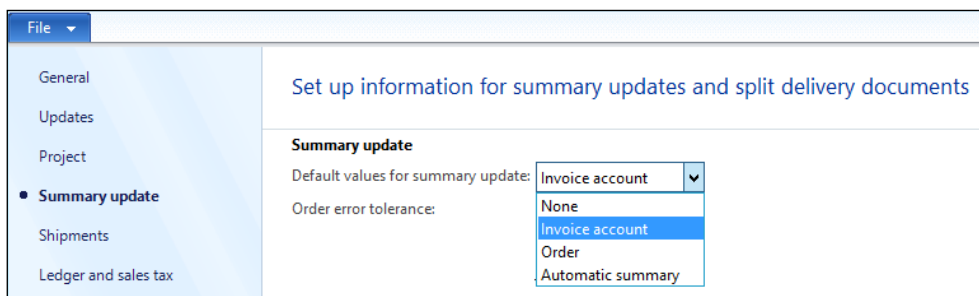 File
General
Updates
Project
Summary update
Shipments
Ledger and sales tax
Set up information for summary updates and split delivery documents
Summary update
Default values for summary update: Invoice account
Order error tolerance:
None
Invoice account
Order
Automatic summary